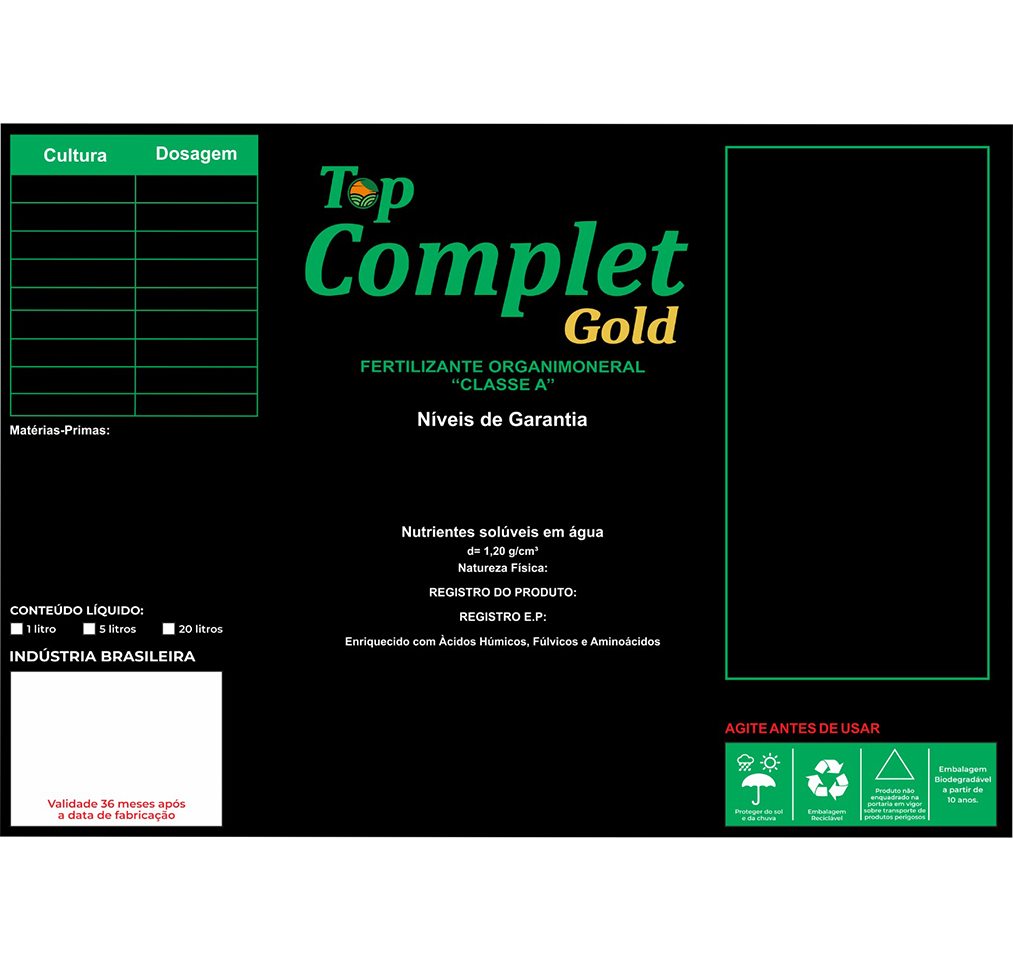 Cultura Dosagem
Matérias-Primas:
CONTEÚDO LÍQUIDO:
1 litro 5 litros 20 litros
INDÚSTRIA BRASILEIRA
Validade 36 meses após
a data de fabricação
Top
Complet
Gold
FERTILIZANTE ORGANIMONERAL
“CLASSE A”
Níveis de Garantia
Nutrientes solúveis em água
d= 1,20 g/cm³
Natureza Física:
REGISTRO DO PRODUTO:
REGISTRO E.P:
Enriquecido com Àcidos Húmicos, Fúlvicos e Aminoácidos
AGITE ANTES DE USAR
Proteger do sol
e da chuva
Embalagem
Reciclável
Produto não
enquadrado na
portaria em vigor
sobre transporte de
produtos perigosos
Embalagem
Biodegradável
a partir de
10 anos.